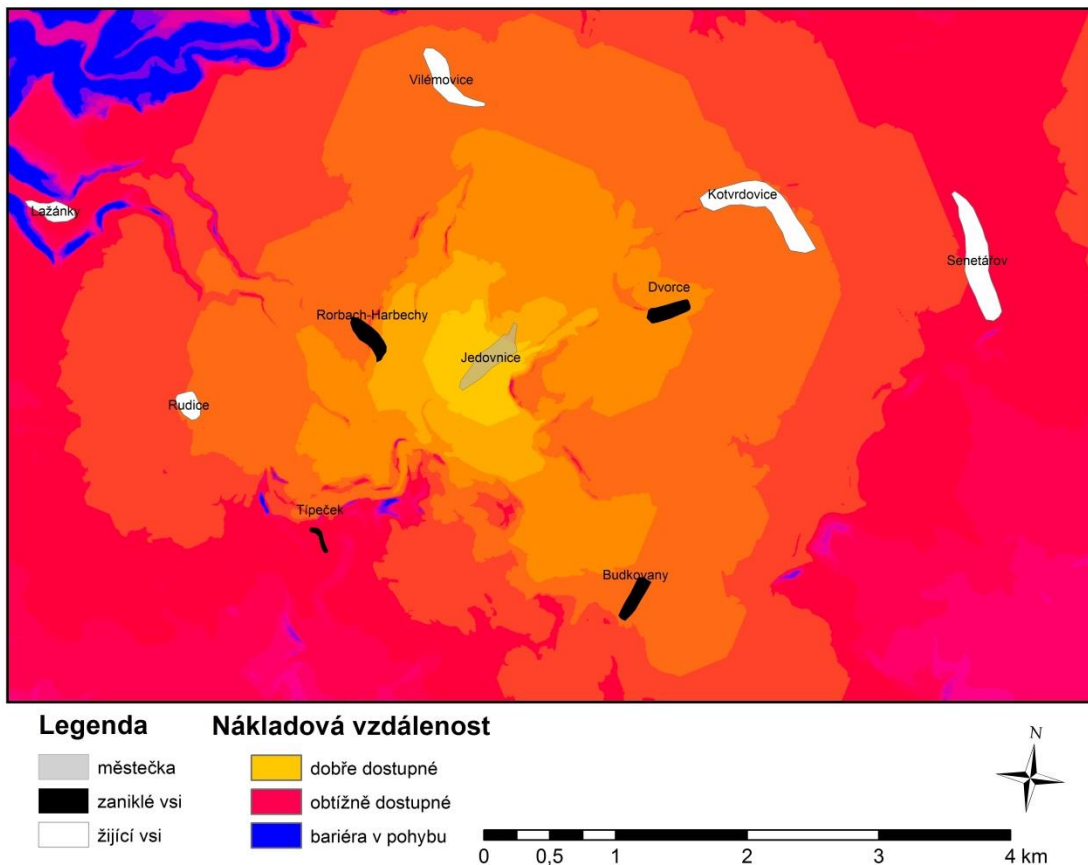 Vilémovice
Kotvrdovice
Lažánky
Senetářov
Dvorce
Rorbach-Harbechy
Jedovnice
Rudice
Típeček
Budkovany
Legenda
městečka
zaniklé vsi
žijící vsi
Nákladová vzdálenost
dobře dostupné
obtížně dostupné
bariéra v pohybu
N
0 0,5 1 2 3 4 km